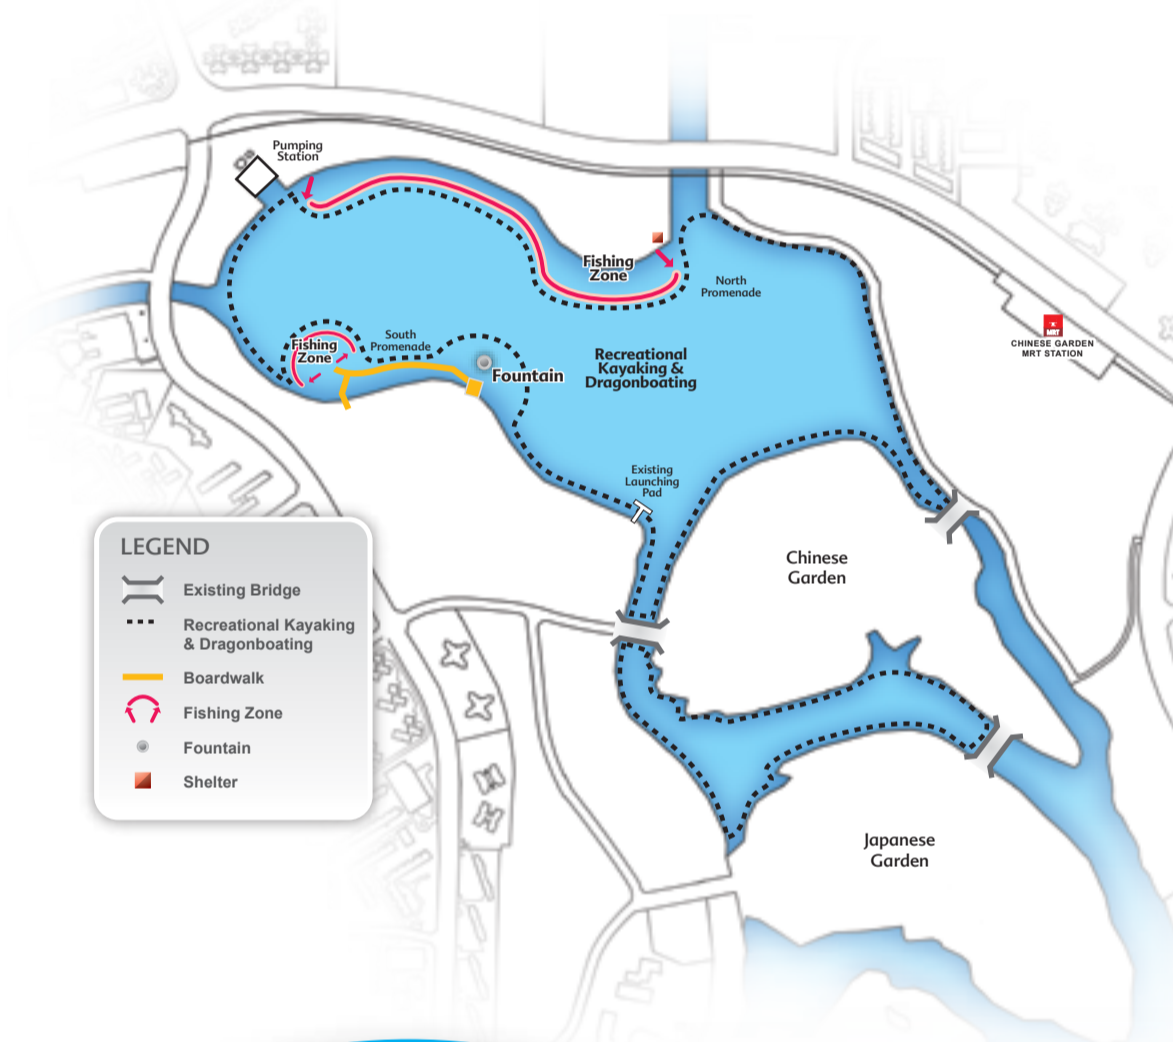 Pumping
Station
Fishing
Zone
North
Promenade
MRT
CHINESE GARDEN
MRT STATION
South
Promenade
Fishing
Zone
Fountain
Recreational
Kayaking &
Dragonboating
Existing
Launching
Pad
Chinese
Garden
Japanese
Garden
LEGEND
Existing Bridge
Recreational Kayaking
& Dragonboating
Boardwalk
Fishing Zone
Fountain
Shelter